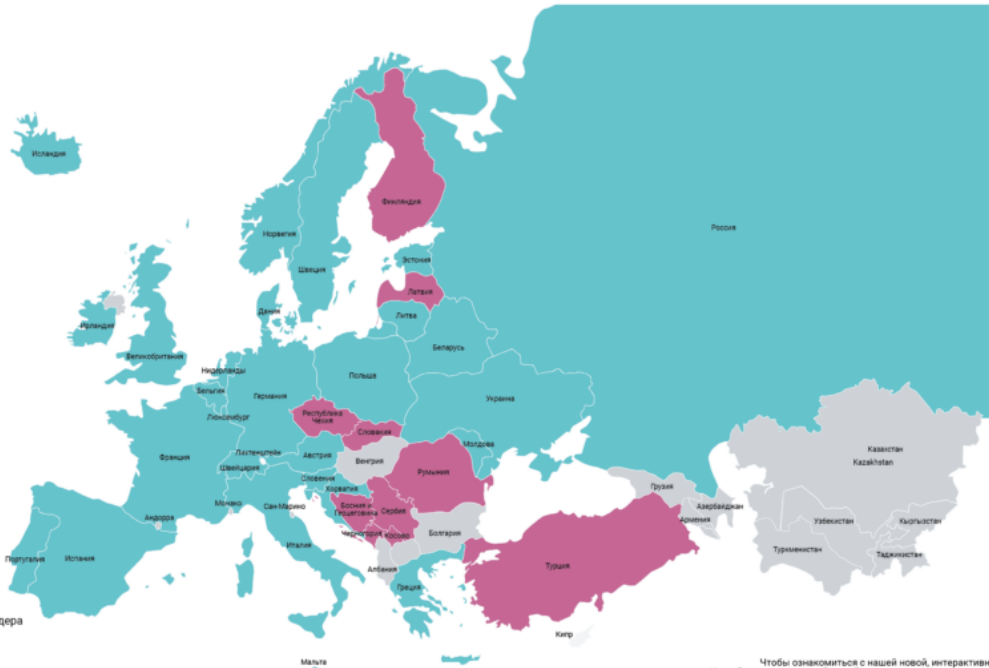 Исландия
Финляндия
Россия
Норвегия
Швеция
Эстония
Латвия
Дания
Литва
Ирландия
Великобритания
Беларусь
Нидерланды
Польша
Бельгия
Германия
Украина
Люксембург
Республика
Чехия
Словакия
Молдова
Казахстан
Kazakhstan
Франция
Лихтенштейн
Австрия
Венгрия
Швейцария
Румыния
Словения
Хорватия
Грузия
Монако
Сан-Марино
Босния и
Герцеговина
Сербия
Азербайджан
Андорра
Армения
Узбекистан
Кыргызстан
Черногория
Косово
Болгария
Италия
Туркменистан
Таджикистан
Португалия
Испания
Албания
Турция
Греция
дера
Кипр
Мальта
Чтобы ознакомиться с нашей новой, интерактивн